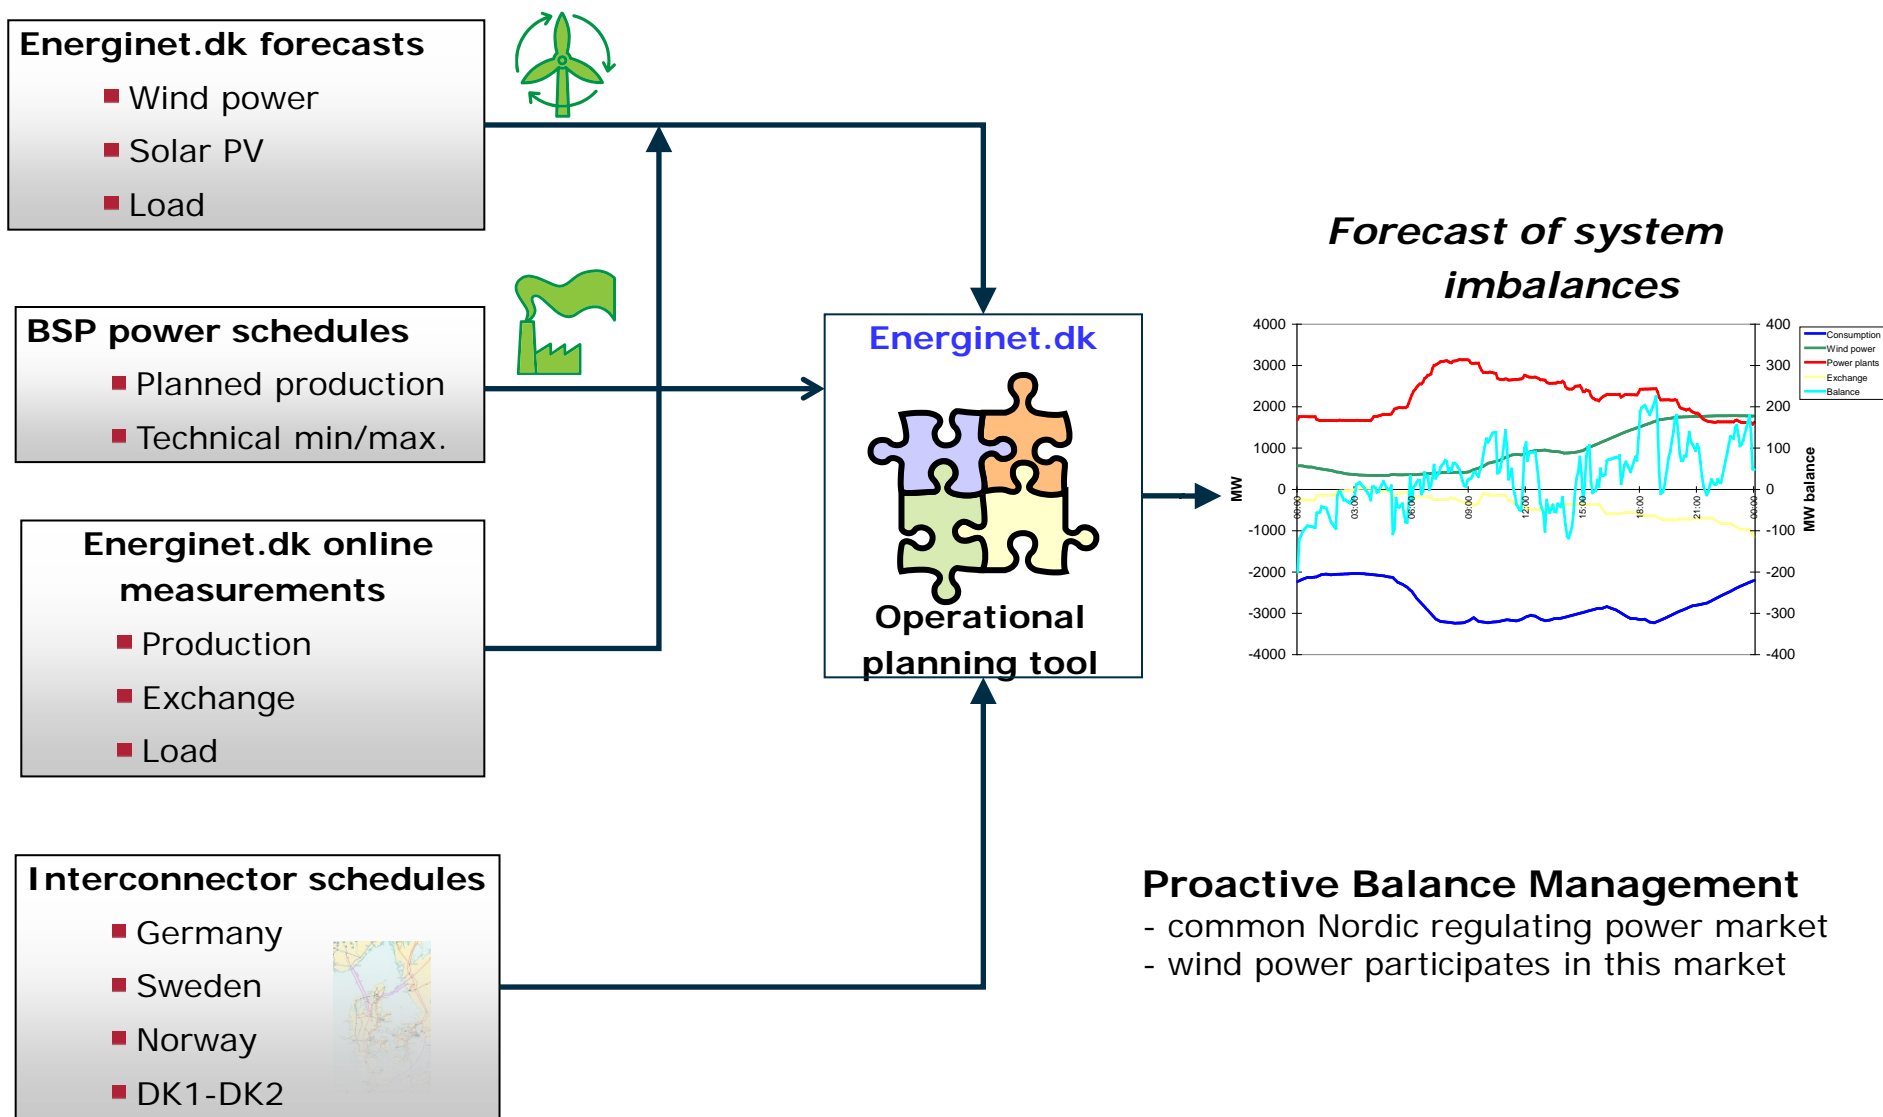 Energinet.dk forecasts
Wind power
Solar PV
Load
BSP power schedules
Planned production
Technical min/max.
Energinet.dk online
measurements
Production
Exchange
Load
Interconnector schedules
Germany
Sweden
Norway
DK1-DK2
Energinet.dk
Operational
planning tool
Forecast of system
imbalances
4000
3000
2000
1000
0
-1000
-2000
-3000
-4000
MW
00:00
03:00
06:00
09:00
12:00
15:00
18:00
21:00
00:00
400
300
200
100
0
-100
-200
-300
-400
MW balance
Consumption
Wind power
Power plants
Exchange
Balance
Proactive Balance Management
- common Nordic regulating power market
- wind power participates in this market